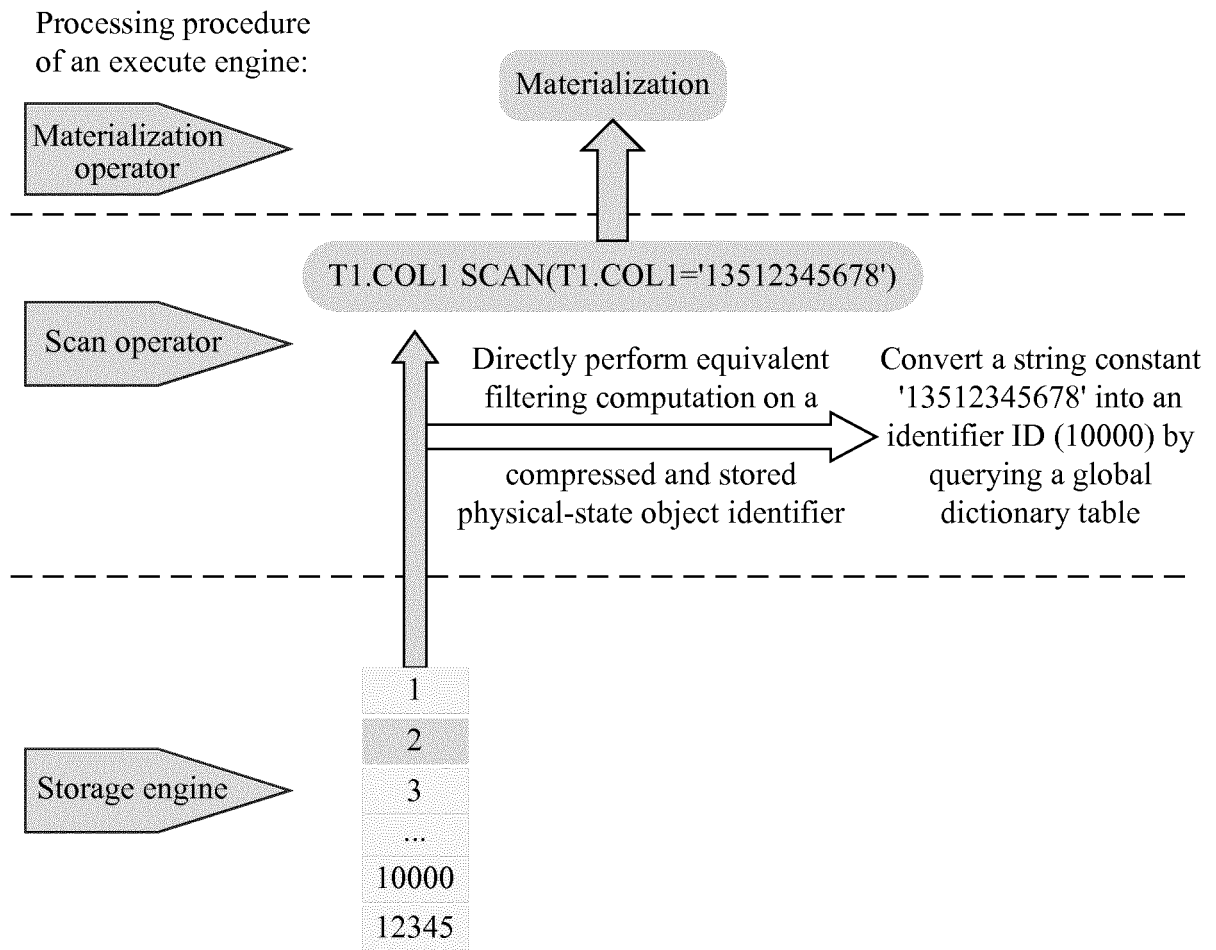 Processing procedure
of an execute engine:
Materialization
Materialization
operator
T1.COL1 SCAN(T1.COL1='13512345678')
Scan operator
Directly perform equivalent
filtering computation on a
compressed and stored
physical-state object identifier
Convert a string constant
'13512345678' into an
identifier ID (10000) by
querying a global
dictionary table
Storage engine
1
2
3
...
10000
12345